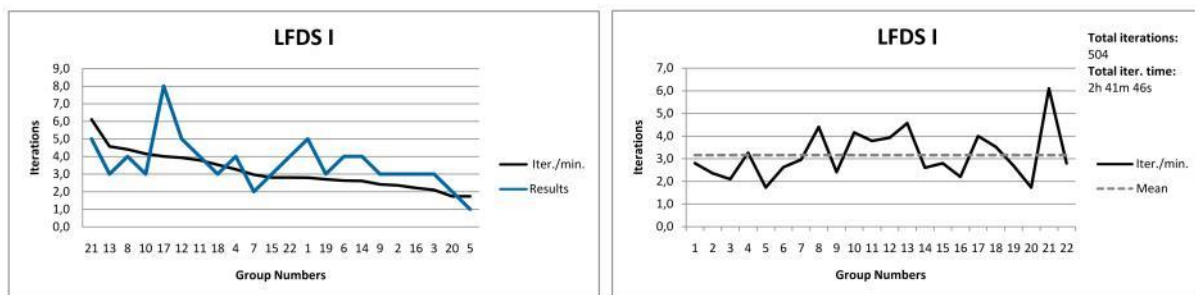 LFDS I
9,0
8,0
7,0
6,0
5,0
4,0
3,0
2,0
1,0
0,0
Iterations
21 13 8 10 17 12 11 18 4 7 15 22 1 19 6 14 9 2 16 3 20 5
Group Numbers
Iter./min.
Results
LFDS I
Total iterations:
504
Total iter. time:
2h 41m 46s
7,0
6,0
5,0
4,0
3,0
2,0
1,0
0,0
Iterations
1 2 3 4 5 6 7 8 9 10 11 12 13 14 15 16 17 18 19 20 21 22
Group Numbers
Iter./min.
Mean